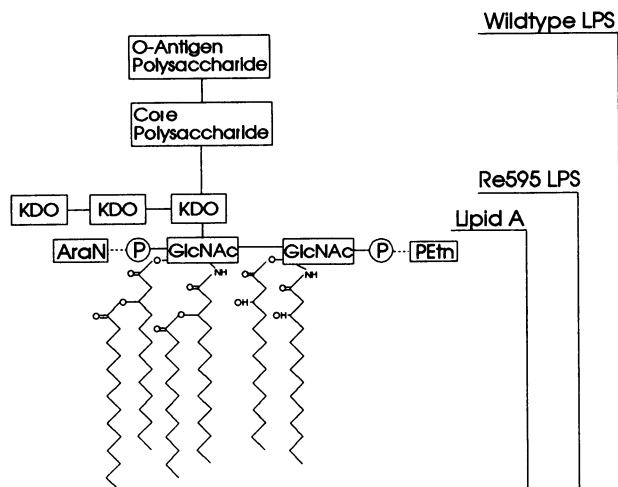 Wildtype LPS
O-Antigen
Polysaccharide
Core
Polysaccharide
Re595 LPS
KDO KDO KDO
Lipid A
AraN P GlcNAc GlcNAc P PEtn
O O NH O O NH
O O O O
O O OH
O O OH